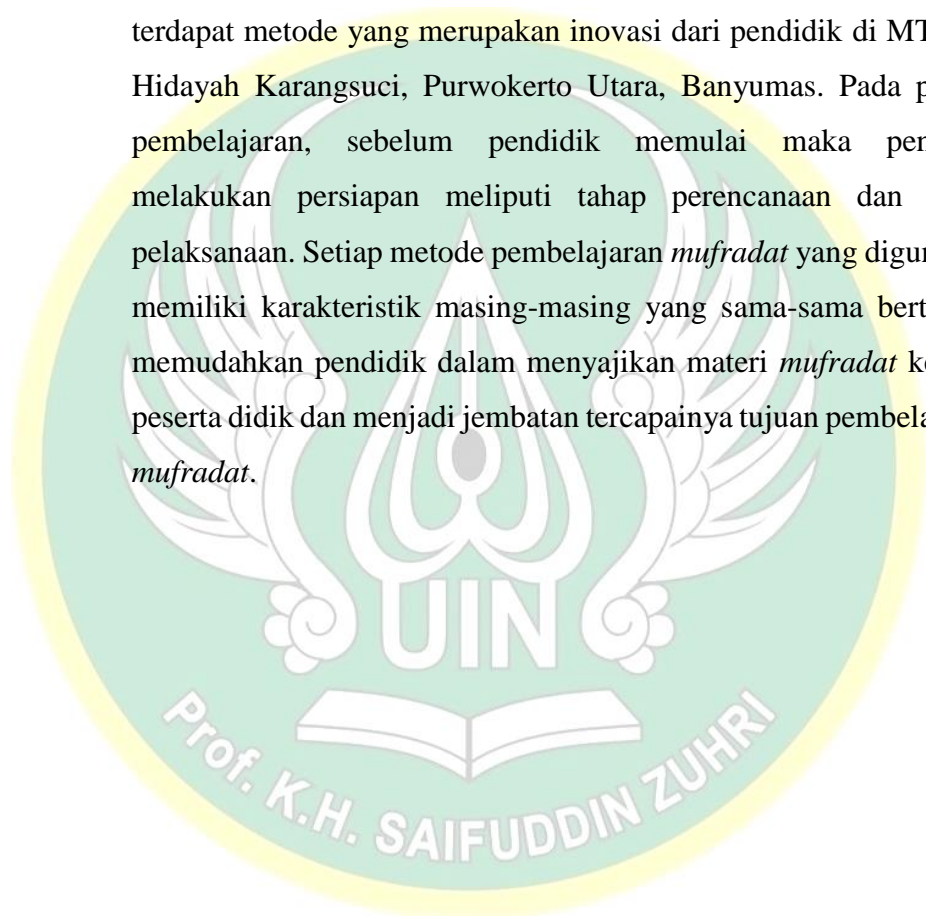 terdapat metode yang merupakan inovasi dari pendidik di MT
Hidayah Karangsuci, Purwokerto Utara, Banyumas. Pada p
pembelajaran, sebelum pendidik memulai maka pen
melakukan persiapan meliputi tahap perencanaan dan
pelaksanaan. Setiap metode pembelajaran mufradat yang digu
memiliki karakteristik masing-masing yang sama-sama bert
memudahkan pendidik dalam menyajikan materi mufradat k
peserta didik dan menjadi jembatan tercapainya tujuan pembela
mufradat.
UIN
Prof. K.H. SAIFUDDIN ZUHRI